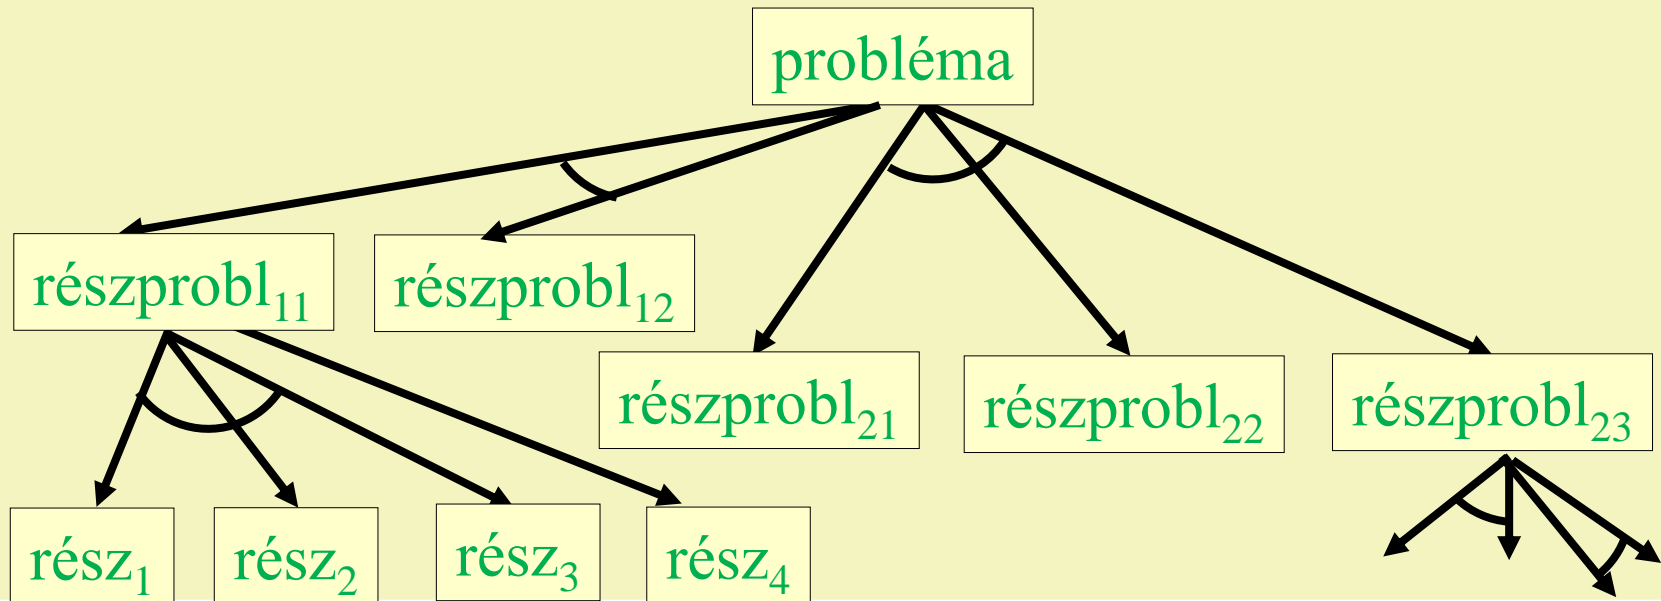 probléma
részprobl₁₁
részprobl₁₂
részprobl₂₁
részprobl₂₂
részprobl₂₃
rész₁
rész₂
rész₃
rész₄